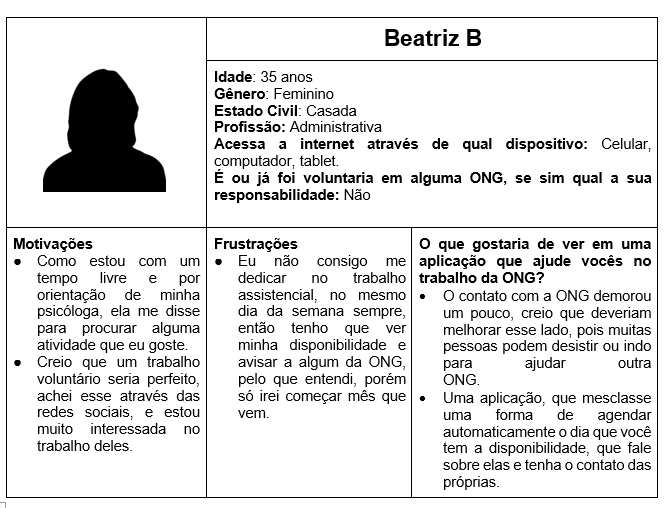 Beatriz B
Idade: 35 anos
Gênero: Feminino
Estado Civil: Casada
Profissão: Administrativa
Acessa a internet através de qual dispositivo: Celular,
computador, tablet.
É ou já foi voluntaria em alguma ONG, se sim qual a sua
responsabilidade: Não
Motivações
● Como estou com um
tempo livre e por
orientação de minha
psicóloga, ela me disse
para procurar alguma
atividade que eu goste.
● Creio que um trabalho
voluntário seria perfeito,
achei esse através das
redes sociais, e estou
muito interessada no
trabalho deles.
Frustrações
● Eu não consigo me
dedicar no trabalho
assistencial, no mesmo
dia da semana sempre,
então tenho que ver
minha disponibilidade e
avisar a algum da ONG,
pelo que entendi, porém
só irei começar mês que
vem.
O que gostaria de ver em uma
aplicação que ajude vocês no
trabalho da ONG?
• O contato com a ONG demorou
um pouco, creio que deveriam
melhorar esse lado, pois muitas
pessoas podem desistir ou indo
para ajudar outra
ONG.
• Uma aplicação, que mesclasse
uma forma de agendar
automaticamente o dia que você
tem a disponibilidade, que fale
sobre elas e tenha o contato das
próprias.